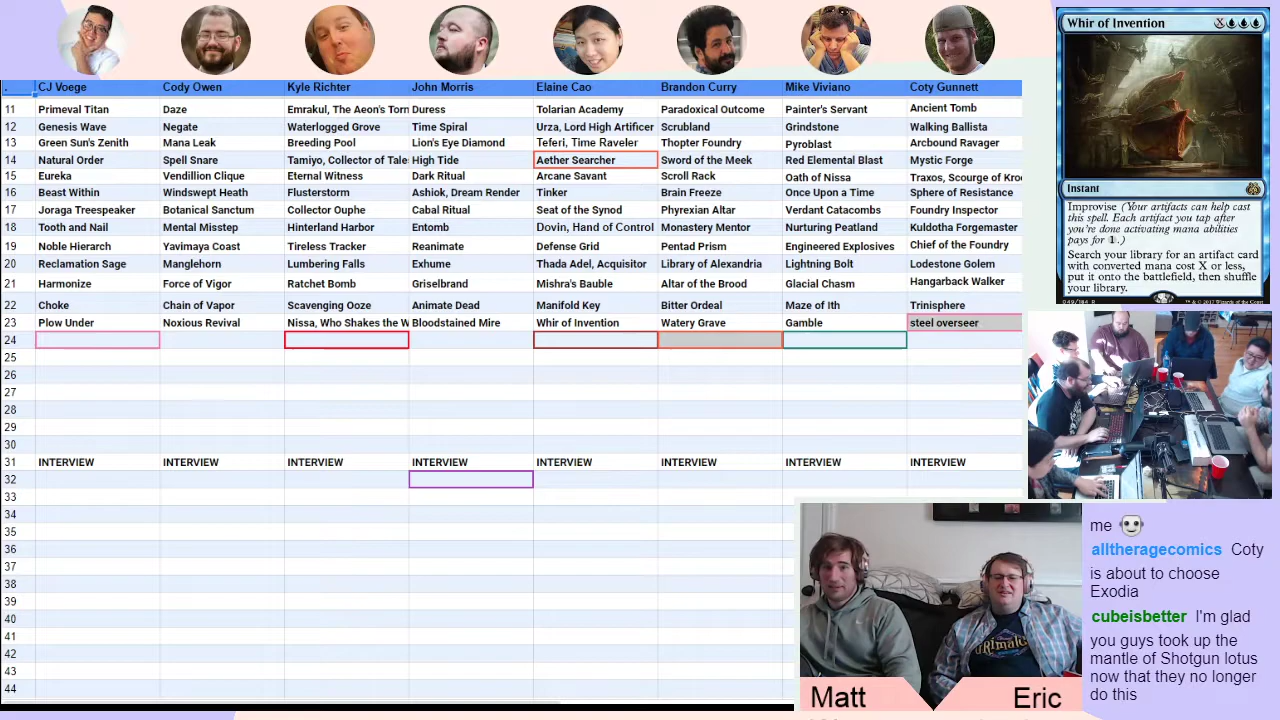 . CJ Voege Cody Owen Kyle Richter John Morris Elaine Cao Brandon Curry Mike Viviano Coty Gunnett
11 Primeval Titan Daze Emrakul, The Aeon's Torn Duress Tolarian Academy Paradoxical Outcome Painter's Servant Ancient Tomb
12 Genesis Wave Negate Waterlogged Grove Time Spiral Urza, Lord High Artificer Scrubland Grindstone Walking Ballista
13 Green Sun's Zenith Mana Leak Breeding Pool Lion's Eye Diamond Teferi, Time Raveler Thopter Foundry Pyroblast Arcbound Ravager
14 Natural Order Spell Snare Tamiyo, Collector of Tale High Tide Aether Searcher Sword of the Meek Red Elemental Blast Mystic Forge
15 Eureka Vendillion Clique Eternal Witness Dark Ritual Arcane Savant Scroll Rack Oath of Nissa Traxos, Scourge of Kroo
16 Beast Within Windswept Heath Flusterstorm Ashiok, Dream Render Tinker Brain Freeze Once Upon a Time Sphere of Resistance
17 Joraga Treespeaker Botanical Sanctum Collector Ouphe Cabal Ritual Seat of the Synod Phyrexian Altar Verdant Catacombs Foundry Inspector
18 Tooth and Nail Mental Misstep Hinterland Harbor Entomb Dovin, Hand of Control Monastery Mentor Nurturing Peatland Kuldotha Forgemaster
19 Noble Hierarch Yavimaya Coast Tireless Tracker Reanimate Defense Grid Pentad Prism Engineered Explosives Chief of the Foundry
20 Reclamation Sage Manglehorn Lumbering Falls Exhume Thada Adel, Acquisitor Library of Alexandria Lightning Bolt Lodestone Golem
21 Harmonize Force of Vigor Ratchet Bomb Griselbrand Mishra's Bauble Altar of the Brood Glacial Chasm Hangarback Walker
22 Choke Chain of Vapor Scavenging Ooze Animate Dead Manifold Key Bitter Ordeal Maze of Ith Trinisphere
23 Plow Under Noxious Revival Nissa, Who Shakes the W Bloodstained Mire Whir of Invention Watery Grave Gamble steel overseer
24
25
26
27
28
29
30
31 INTERVIEW INTERVIEW INTERVIEW INTERVIEW INTERVIEW INTERVIEW INTERVIEW INTERVIEW
32
33
34
35
36
37
38
39
40
41
42
43
44
Whir of Invention X
Instant
Improvise (Your artifacts can help cast
this spell. Each artifact you tap after
you're done activating mana abilities
pays for 1.)
Search your library for an artifact card
with converted mana cost X or less,
put it onto the battlefield, then shuffle
your library.
049/184 R
Matt Eric
me
alltheragecomics Coty
is about to choose
Exodia
cubeisbetter I'm glad
you guys took up the
mantle of Shotgun lotus
now that they no longer
do this